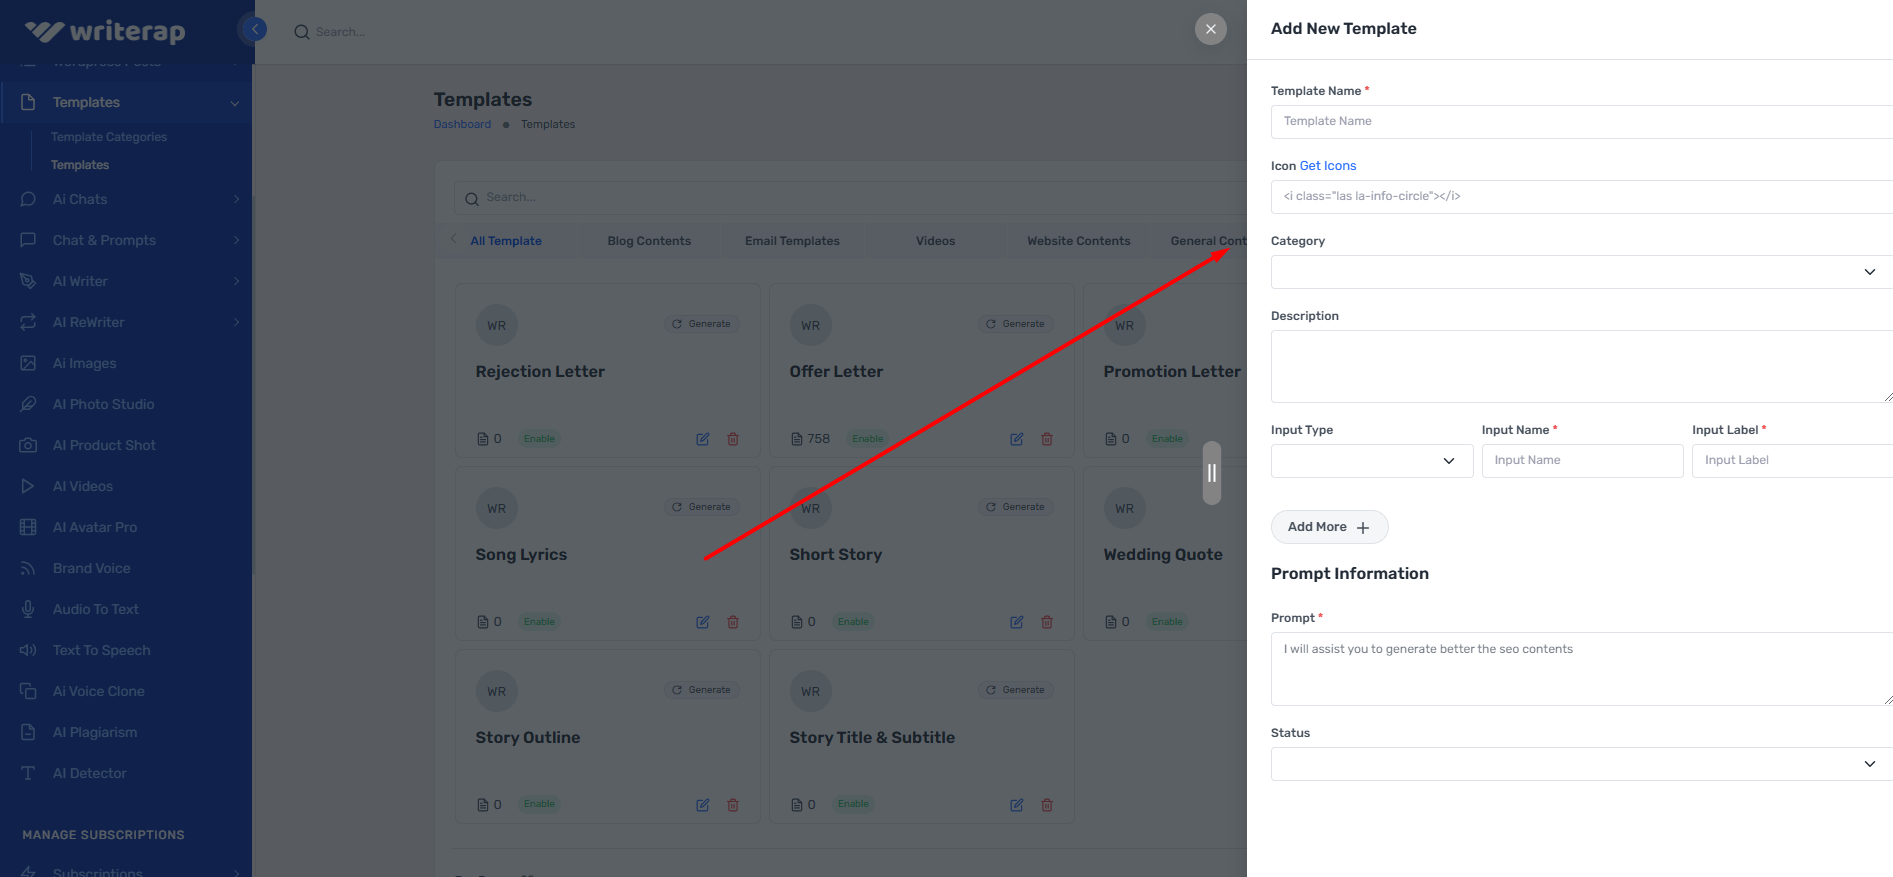 writerap
Search...
Wordpress Posts
Templates
Template Categories
Templates
Ai Chats
Chat & Prompts
AI Writer
AI ReWriter
Ai Images
AI Photo Studio
AI Product Shot
AI Videos
AI Avatar Pro
Brand Voice
Audio To Text
Text To Speech
Ai Voice Clone
AI Plagiarism
AI Detector
MANAGE SUBSCRIPTIONS
Subscriptions
Templates
Dashboard Templates
Search...
All Template Blog Contents Email Templates Videos Website Contents General Cont
WR Generate WR Generate WR
Rejection Letter Offer Letter Promotion Letter
0 Enable 758 Enable 0 Enable
WR Generate WR Generate WR
Song Lyrics Short Story Wedding Quote
0 Enable 0 Enable 0 Enable
WR Generate WR Generate
Story Outline Story Title & Subtitle
0 Enable 0 Enable
Add New Template
Template Name *
Template Name
Icon Get Icons
<i class="las la-info-circle"></i>
Category
Description
Input Type Input Name * Input Label *
Input Name Input Label
Add More +
Prompt Information
Prompt *
I will assist you to generate better the seo contents
Status